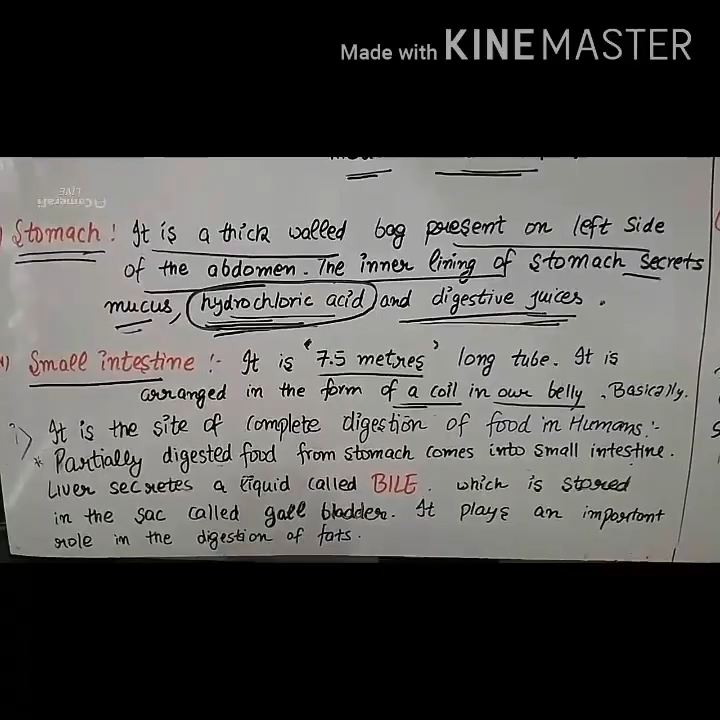 Made with KINEMASTER
ACameraFi
LIVE
Stomach! It is a thick walled bag present on left side
of the abdomen. The inner lining of stomach secrets
mucus, hydrochloric acid and digestive juices.
Small intestine :- It is "7.5 metres" long tube. It is
arranged in the form of a coil in our belly. Basically.
i> It is the site of complete digestion of food in Humans:-
* Partially digested food from stomach comes into small intestine.
Liver secretes a liquid called BILE. which is stored
in the sac called gall bladder. It plays an important
role in the digestion of fats.